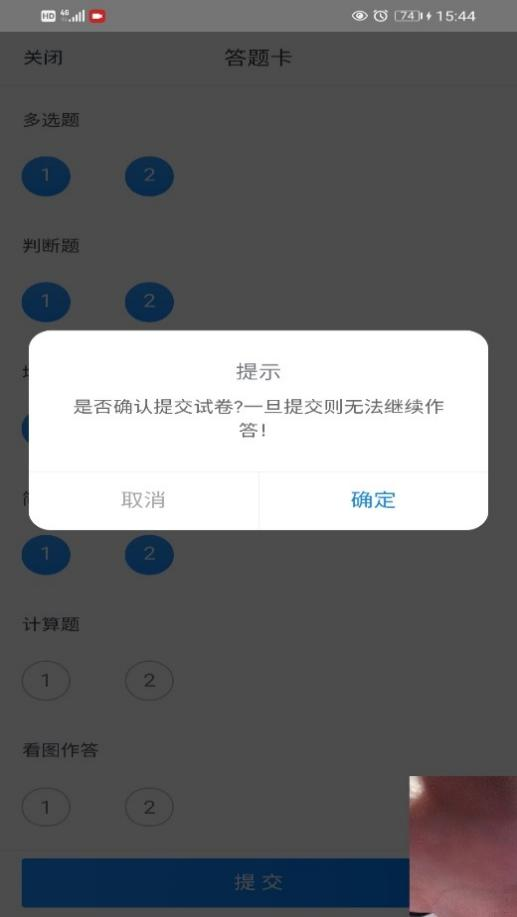 HD 4G 74 15:44
关闭 答题卡
多选题
1 2
判断题
1 2
提示
是否确认提交试卷?一旦提交则无法继续作
答!
取消 确定
1 2
计算题
1 2
看图作答
1 2
提交